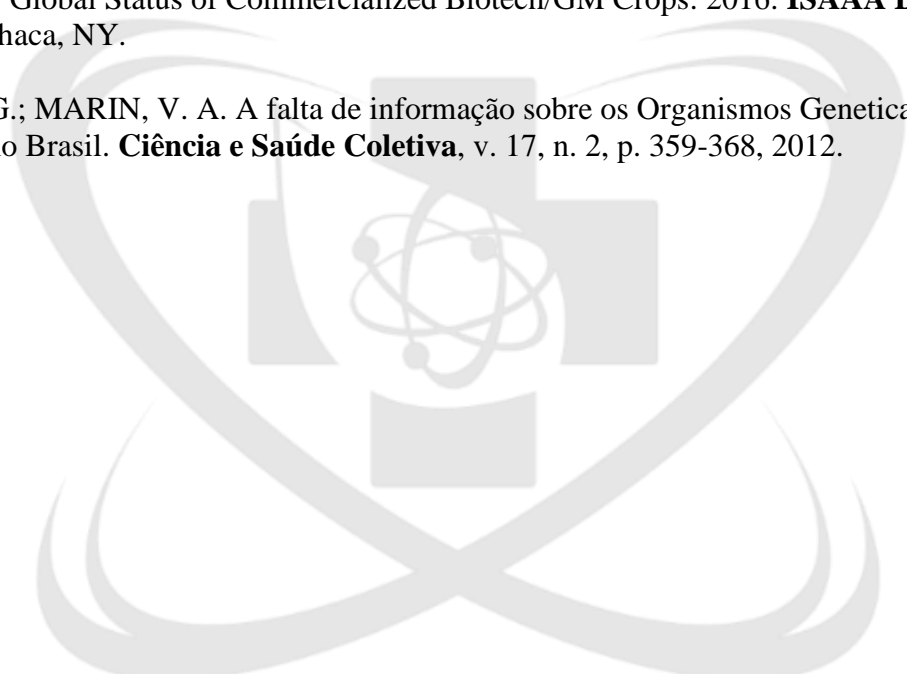 Global Status of Commercialized Biotech/GM Crops: 2016. ISAAA
haca, NY.
G.; MARIN, V. A. A falta de informação sobre os Organismos Genetica
o Brasil. Ciência e Saúde Coletiva, v. 17, n. 2, p. 359-368, 2012.